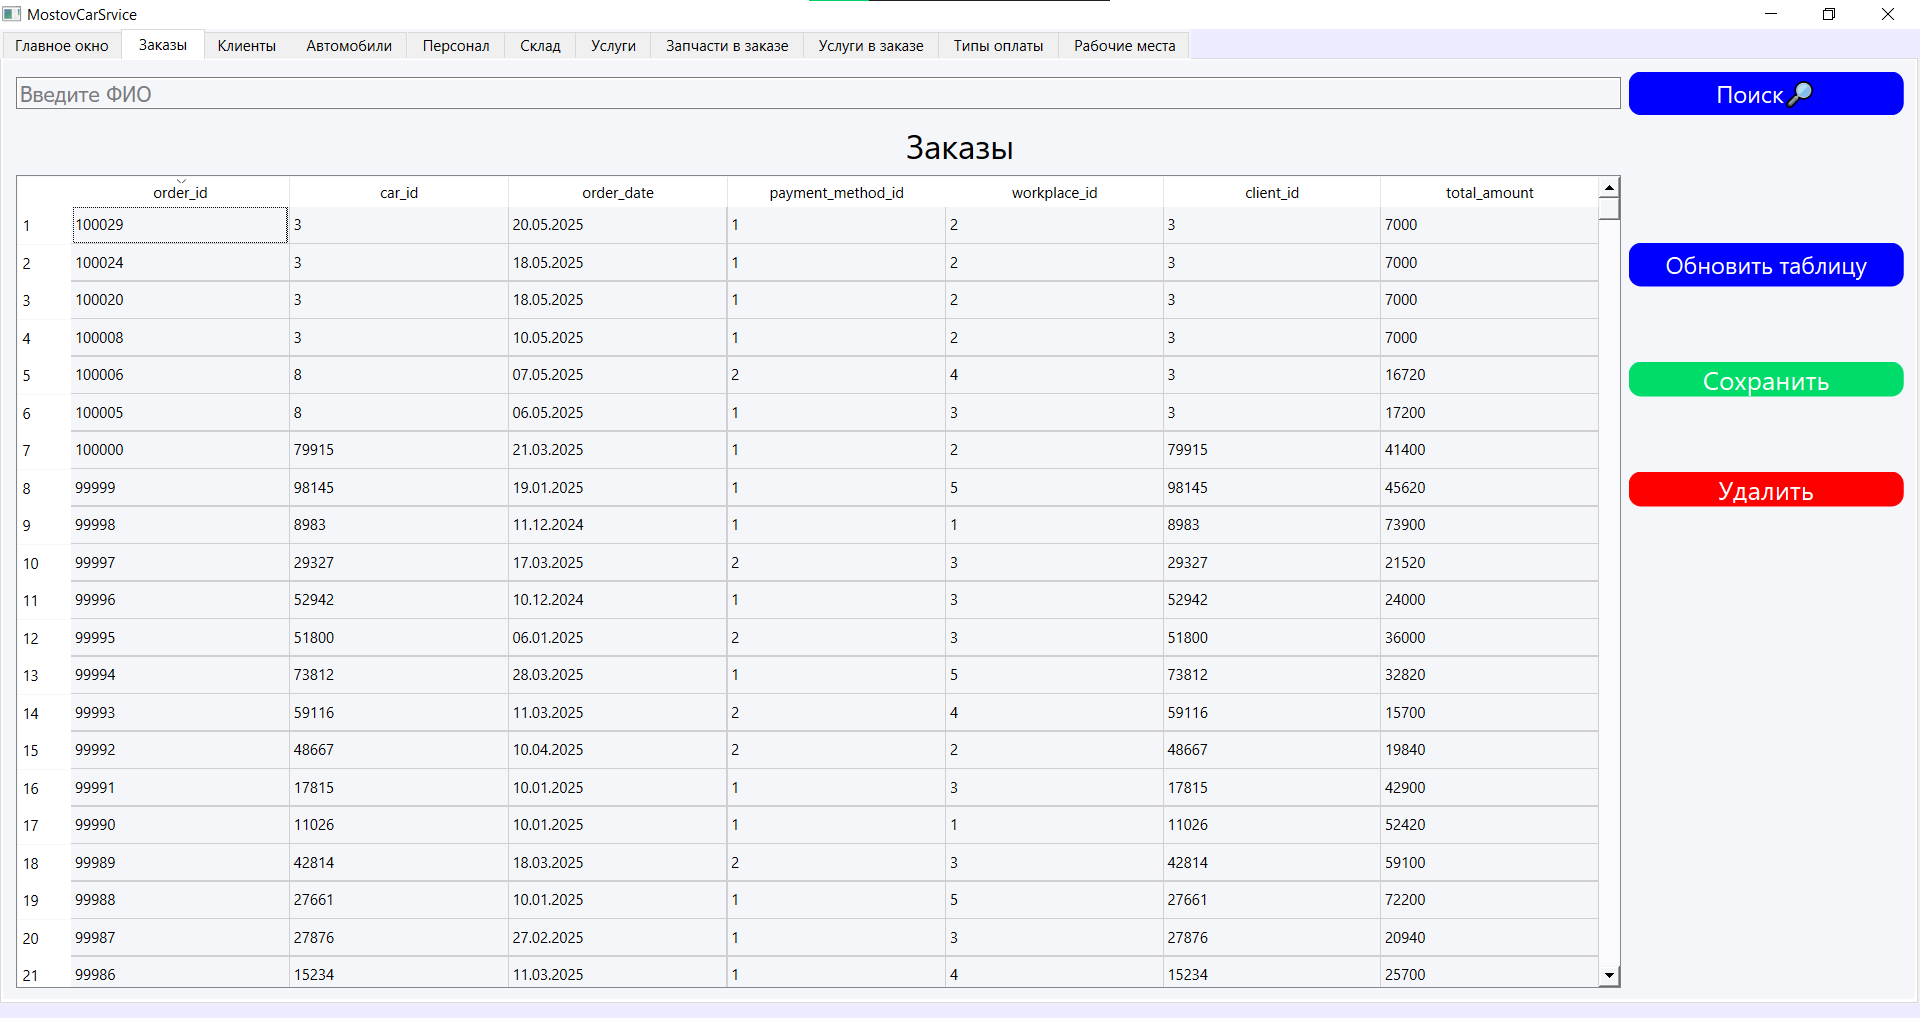 MostovCarSrvice
Главное окно Заказы Клиенты Автомобили Персонал Склад Услуги Запчасти в заказе Услуги в заказе Типы оплаты Рабочие места
Введите ФИО Поиск
Заказы
order_id car_id order_date payment_method_id workplace_id client_id total_amount
1 100029 3 20.05.2025 1 2 3 7000
2 100024 3 18.05.2025 1 2 3 7000
Обновить таблицу
3 100020 3 18.05.2025 1 2 3 7000
4 100008 3 10.05.2025 1 2 3 7000
5 100006 8 07.05.2025 2 4 3 16720
Сохранить
6 100005 8 06.05.2025 1 3 3 17200
7 100000 79915 21.03.2025 1 2 79915 41400
8 99999 98145 19.01.2025 1 5 98145 45620
Удалить
9 99998 8983 11.12.2024 1 1 8983 73900
10 99997 29327 17.03.2025 2 3 29327 21520
11 99996 52942 10.12.2024 1 3 52942 24000
12 99995 51800 06.01.2025 2 3 51800 36000
13 99994 73812 28.03.2025 1 5 73812 32820
14 99993 59116 11.03.2025 2 4 59116 15700
15 99992 48667 10.04.2025 2 2 48667 19840
16 99991 17815 10.01.2025 1 3 17815 42900
17 99990 11026 10.01.2025 1 1 11026 52420
18 99989 42814 18.03.2025 2 3 42814 59100
19 99988 27661 10.01.2025 1 5 27661 72200
20 99987 27876 27.02.2025 1 3 27876 20940
21 99986 15234 11.03.2025 1 4 15234 25700